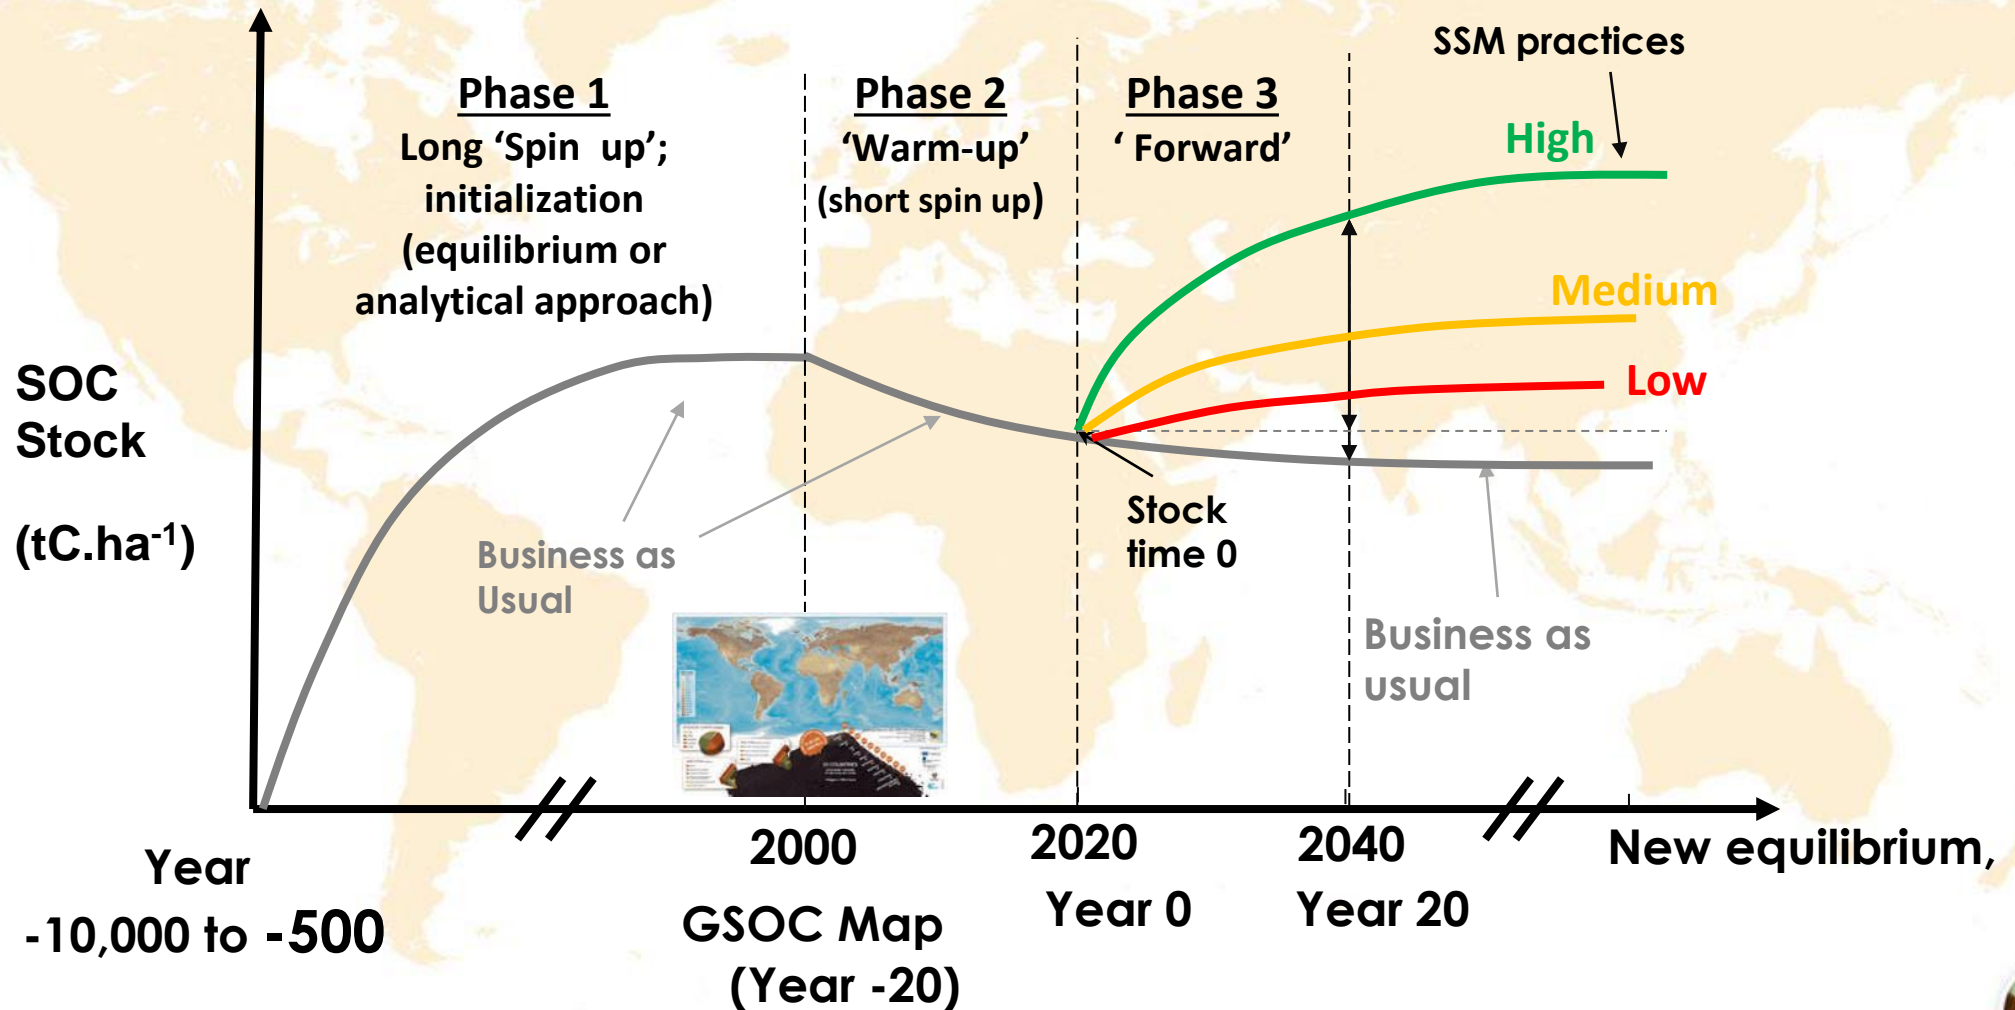 SSM practices
Phase 1
Long ‘Spin up’;
initialization
(equilibrium or
analytical approach)
Phase 2
‘Warm-up’
(short spin up)
Phase 3
‘ Forward’
High
Medium
Low
SOC
Stock
(tC.ha-1)
Business as
Usual
Stock
time 0
Business as
usual
Year
-10,000 to -500
2000
GSOC Map
(Year -20)
2020
Year 0
2040
Year 20
New equilibrium,